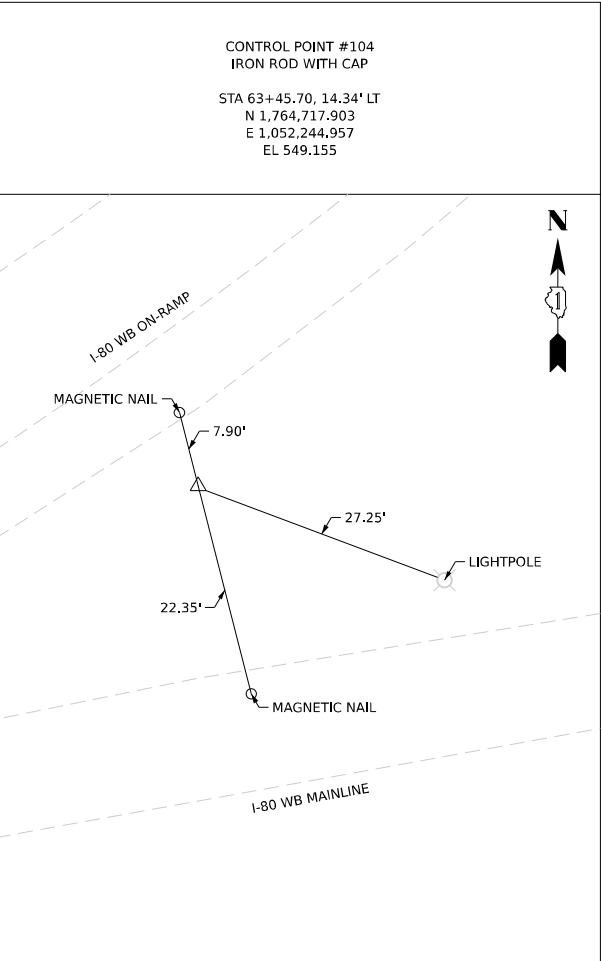 CONTROL POINT #104
IRON ROD WITH CAP
STA 63+45.70, 14.34' LT
N 1,764,717.903
E 1,052,244.957
EL 549.155
N
1
I-80 WB ON-RAMP
MAGNETIC NAIL
7.90'
27.25'
LIGHTPOLE
22.35'
MAGNETIC NAIL
I-80 WB MAINLINE